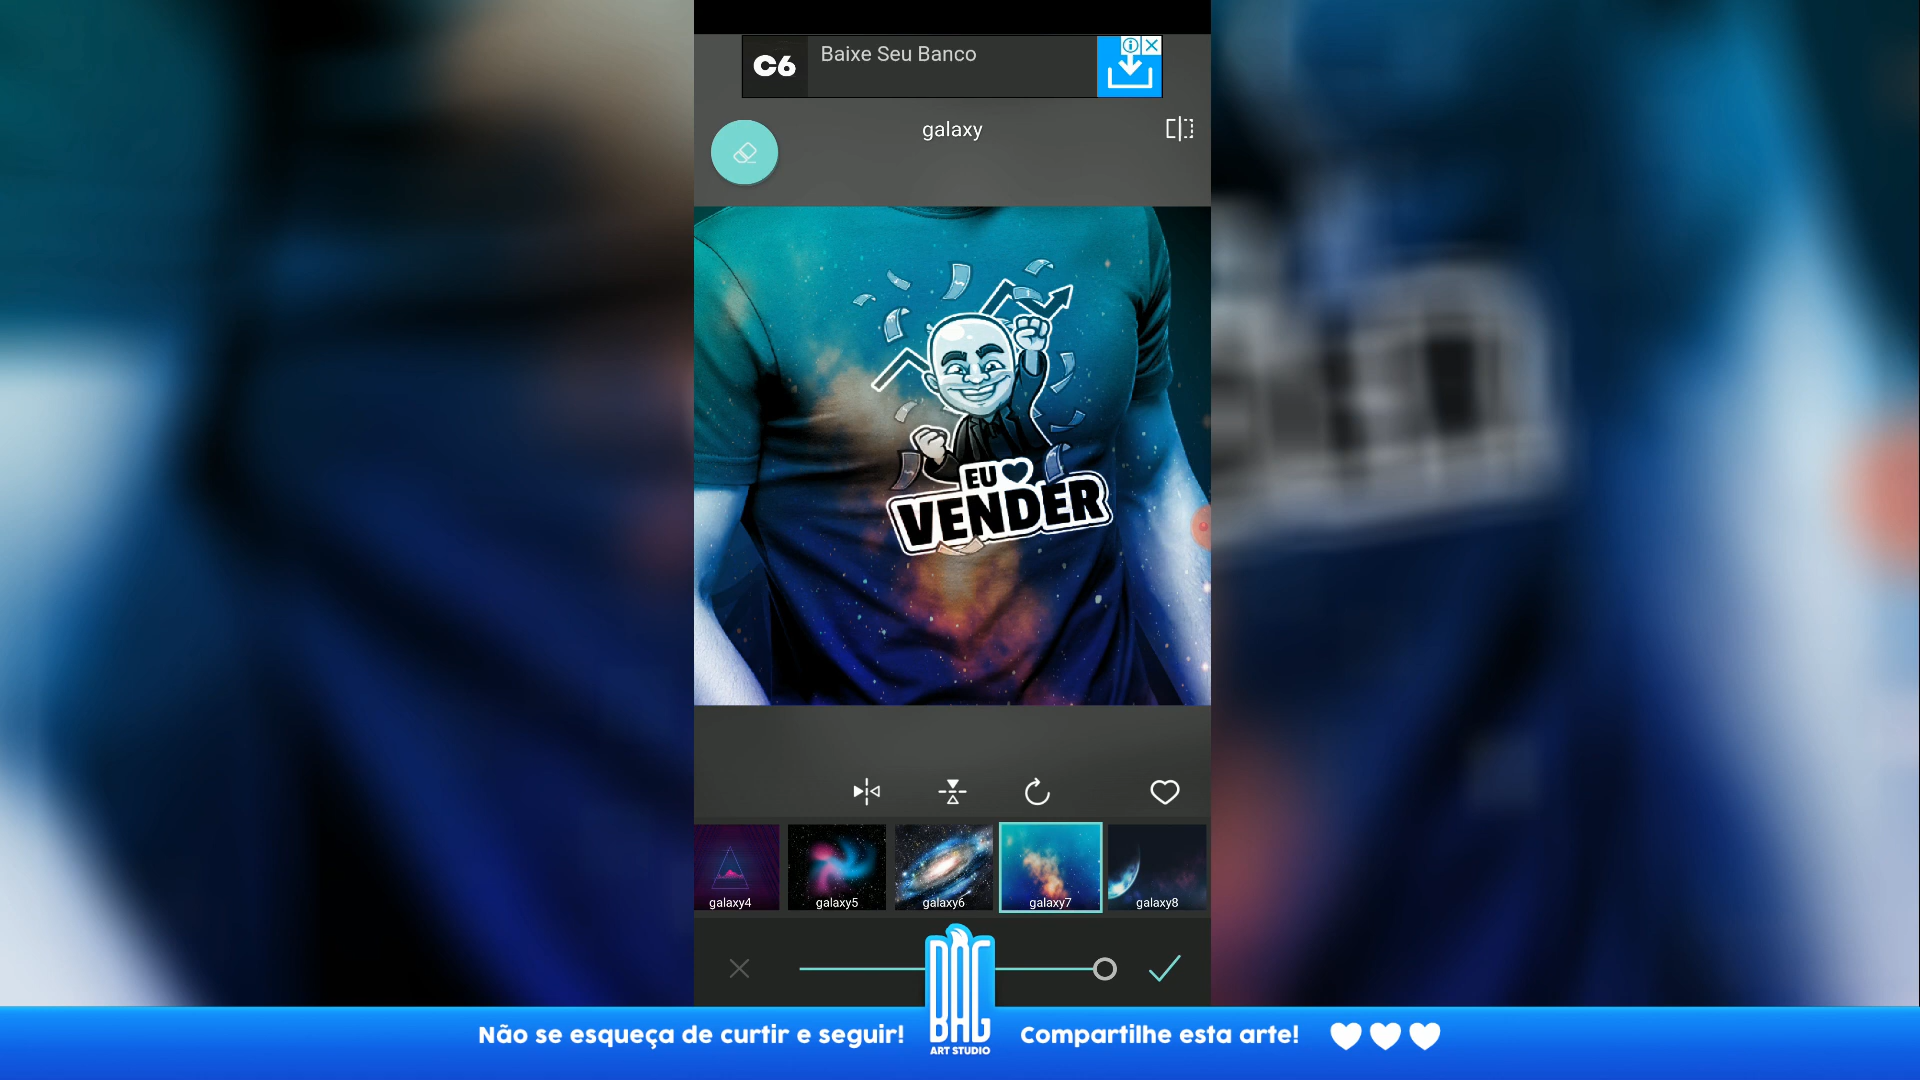 C6
Baixe Seu Banco
galaxy
EU
VENDER
galaxy4
galaxy5
galaxy6
galaxy7
galaxy8
Não se esqueça de curtir e seguir!
BAG
ART STUDIO
Compartilhe esta arte!